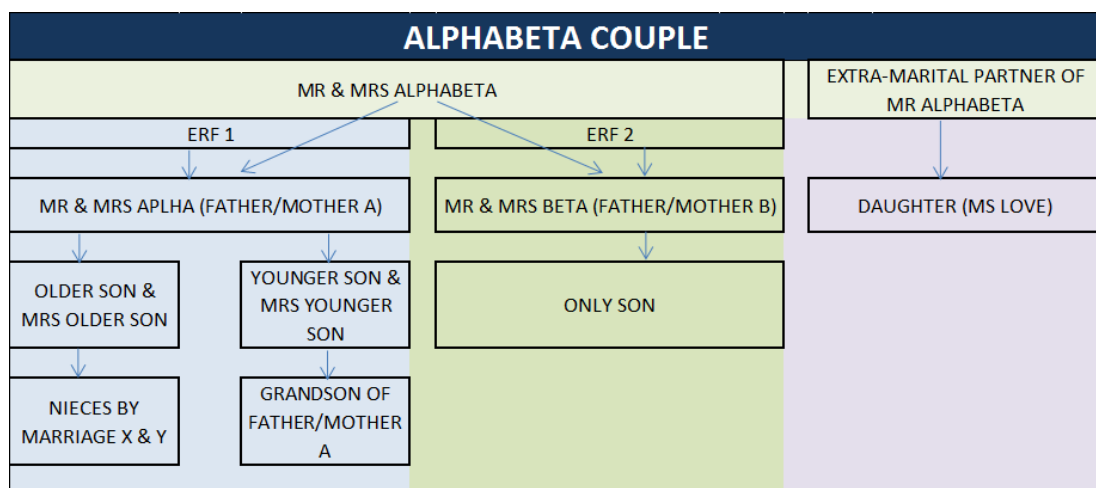 ALPHABETA COUPLE
MR & MRS ALPHABETA
EXTRA-MARITAL PARTNER OF
MR ALPHABETA
ERF 1
ERF 2
MR & MRS APLHA (FATHER/MOTHER A)
MR & MRS BETA (FATHER/MOTHER B)
DAUGHTER (MS LOVE)
OLDER SON &
MRS OLDER SON
YOUNGER SON &
MRS YOUNGER
SON
ONLY SON
NIECES BY
MARRIAGE X & Y
GRANDSON OF
FATHER/MOTHER
A